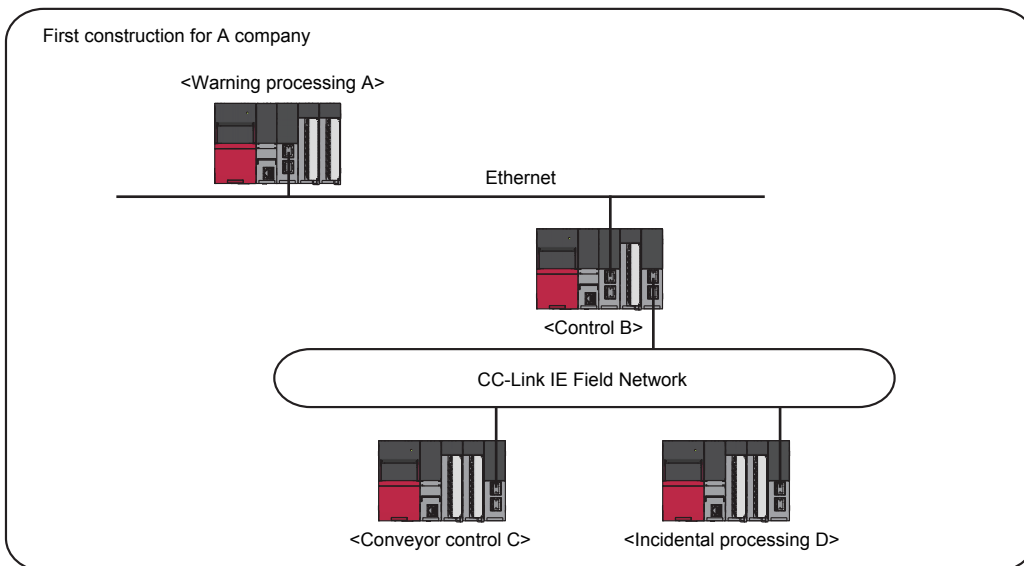 First construction for A company
<Warning processing A>
Ethernet
<Control B>
CC-Link IE Field Network
<Conveyor control C>
<Incidental processing D>